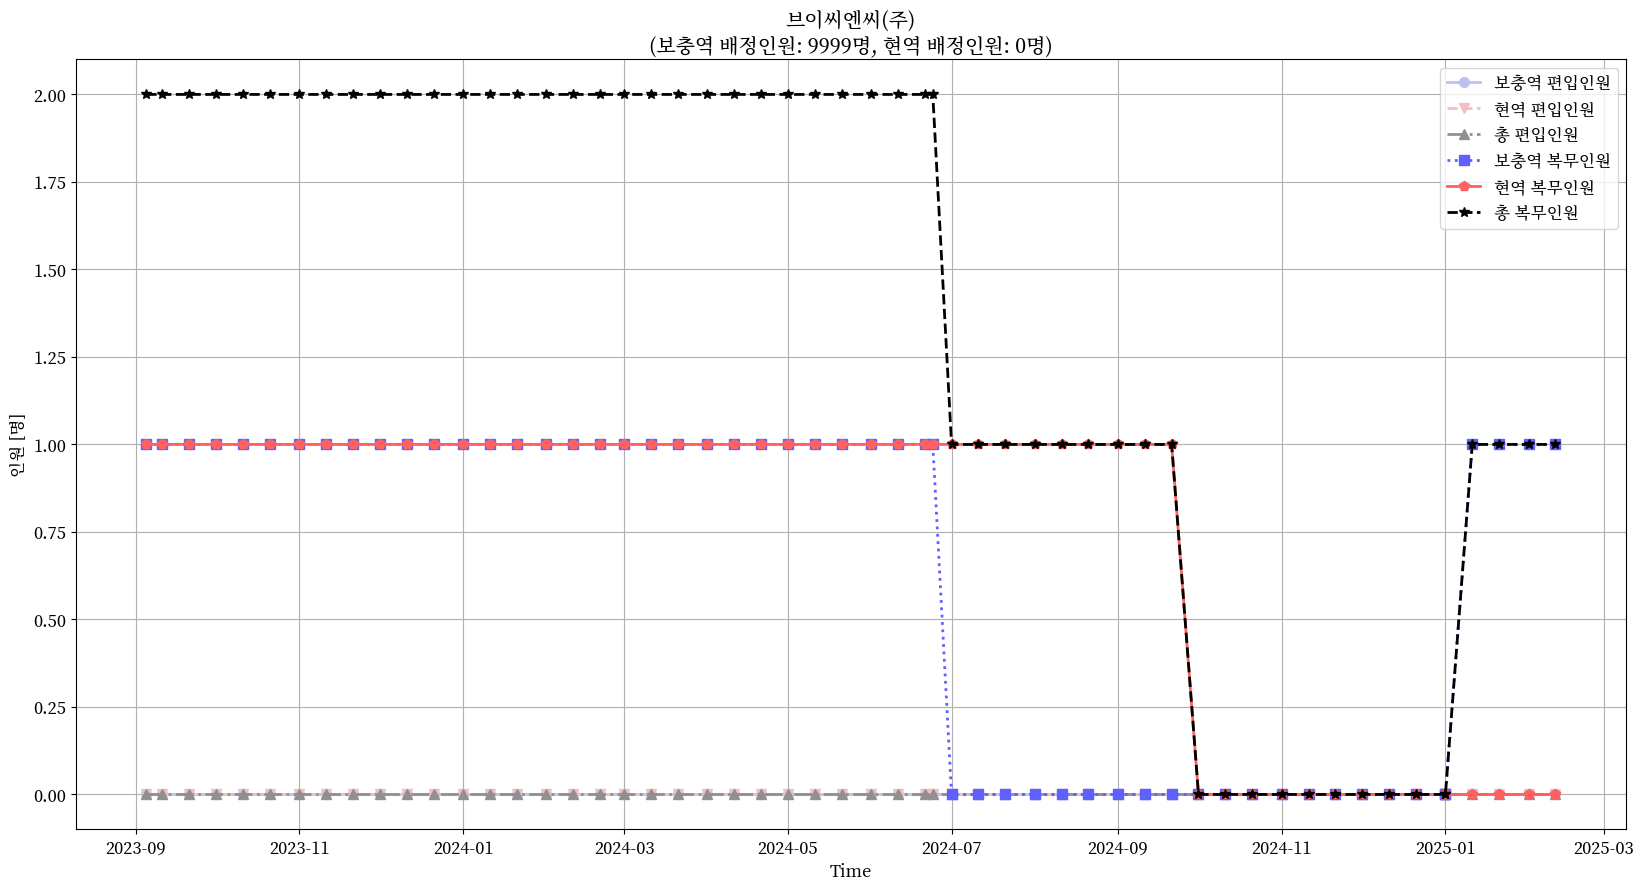 브이씨엔씨(주)
(보충역 배정인원: 9999명, 현역 배정인원: 0명)
보충역 편입인원
현역 편입인원
총 편입인원
보충역 복무인원
현역 복무인원
총 복무인원
인원 [명]
2.00
1.75
1.50
1.25
1.00
0.75
0.50
0.25
0.00
2023-09
2023-11
2024-01
2024-03
2024-05
2024-07
2024-09
2024-11
2025-01
2025-03
Time